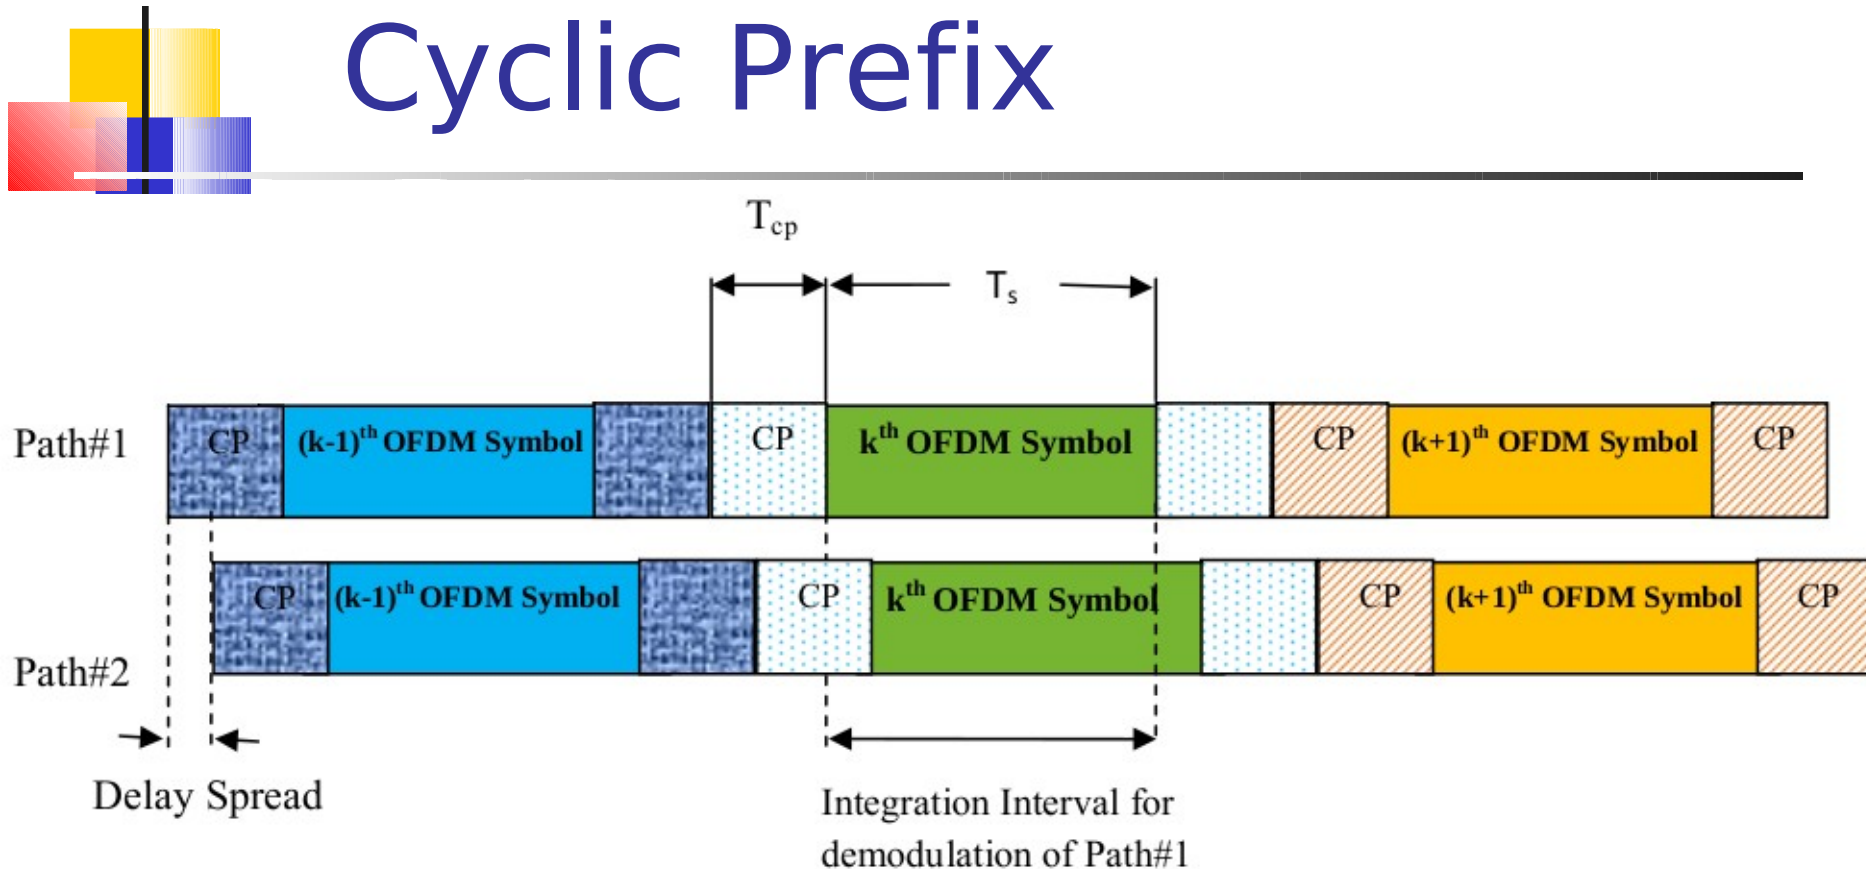 Cyclic Prefix
Tcp
Ts
Path#1
CP
(k-1)th OFDM Symbol
CP
kth OFDM Symbol
CP
(k+1)th OFDM Symbol
CP
CP
(k-1)th OFDM Symbol
CP
kth OFDM Symbol
CP
(k+1)th OFDM Symbol
CP
Path#2
Delay Spread
Integration Interval for
demodulation of Path#1